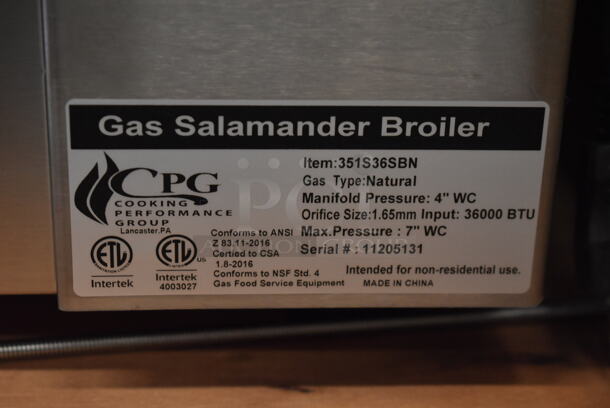 Gas Salamander Broiler
CPG
COOKING
PERFORMANCE
GROUP
Lancaster.PA
Item:351S36SBN
Gas Type:Natural
Manifold Pressure: 4" WC
Orifice Size:1.65mm Input: 36000 BTU
Max.Pressure : 7" WC
Serial # : 11205131
ETL
Intertek
ETL
US
Intertek
4003027
Conforms to ANSI
Z 83.11-2016
Certied to CSA
1.8-2016
Conforms to NSF Std. 4
Gas Food Service Equipment
Intended for non-residential use.
MADE IN CHINA